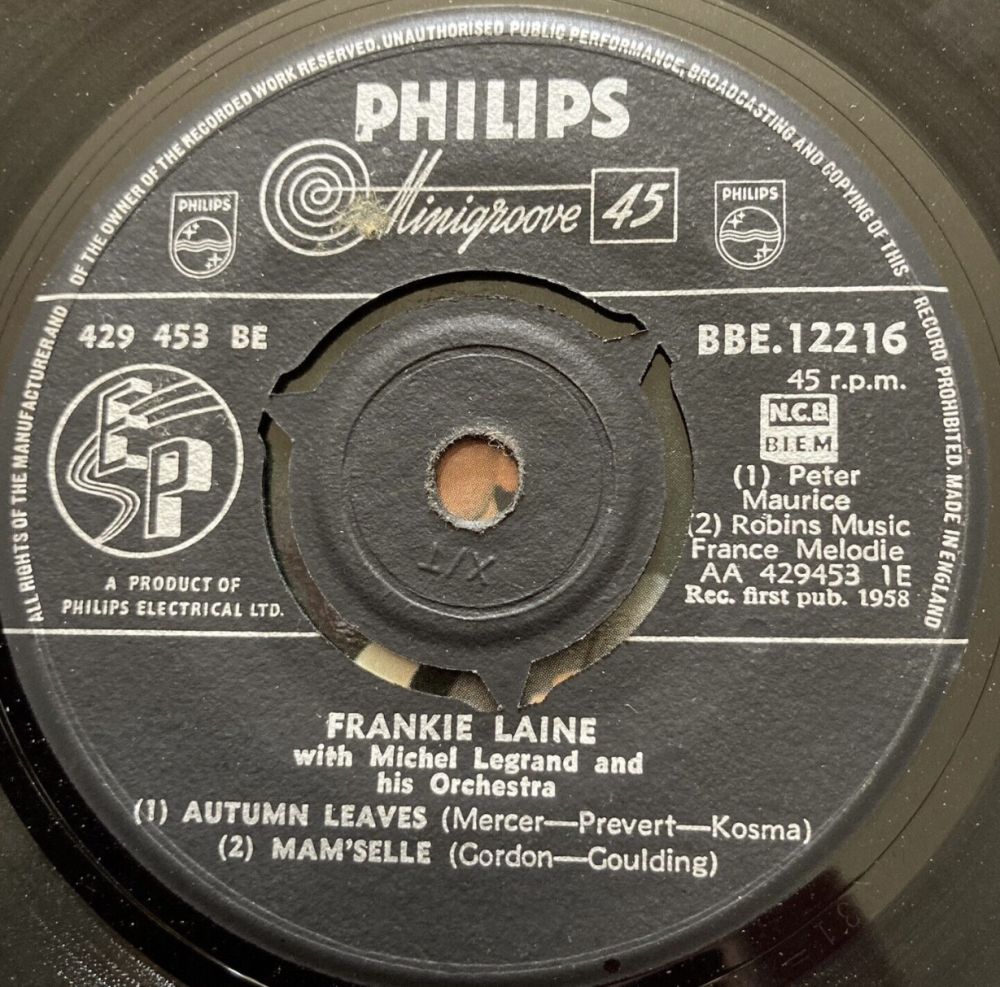 ALL RIGHTS OF THE MANUFACTURER AND OF THE OWNER OF THE RECORDED WORK RESERVED. UNAUTHORISED PUBLIC PERFORMANCE, BROADCASTING AND COPYING OF THIS RECORD PROHIBITED. MADE IN ENGLAND
PHILIPS
Minigroove 45
PHILIPS
PHILIPS
429 453 BE
EP
A PRODUCT OF
PHILIPS ELECTRICAL LTD.
BBE.12216
45 r.p.m.
N.C.B
B.I.E.M
(1) Peter
Maurice
(2) Robins Music
France Melodie
AA 429453 1E
Rec. first pub. 1958
T/X
FRANKIE LAINE
with Michel Legrand and
his Orchestra
(1) AUTUMN LEAVES (Mercer—Prevert—Kosma)
(2) MAM'SELLE (Gordon—Goulding)